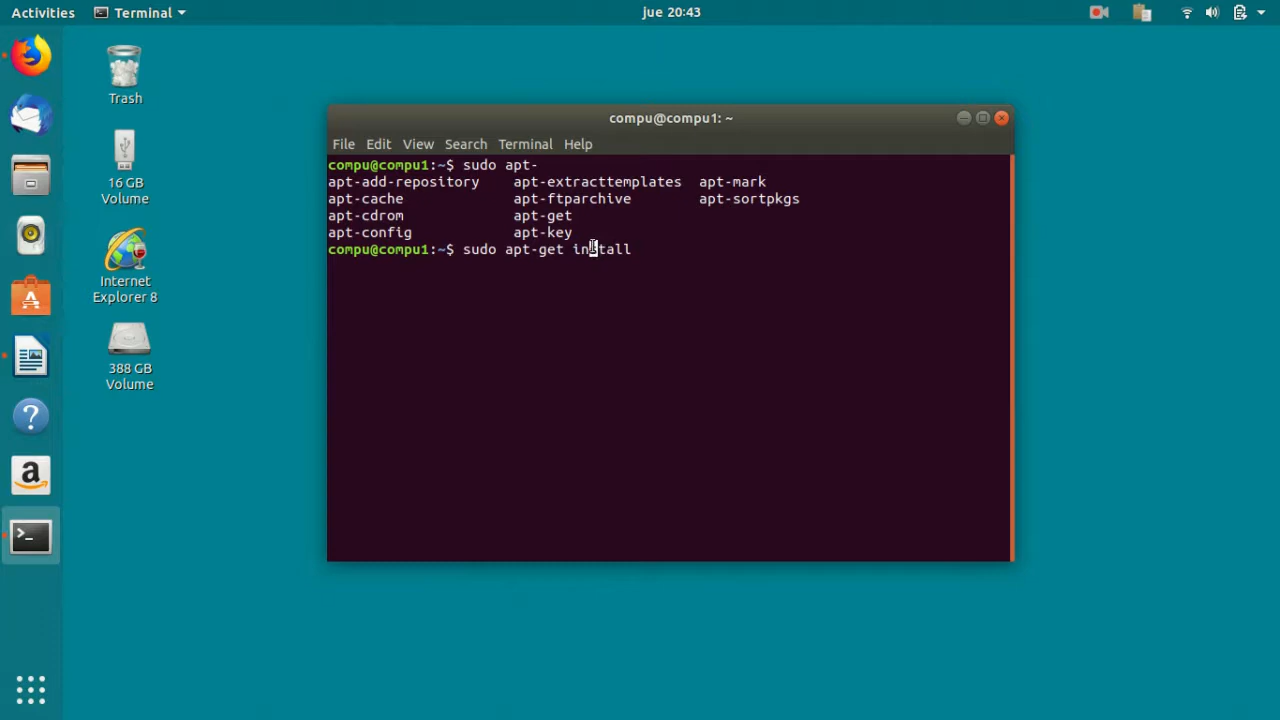 Activities
Terminal
jue 20:43
Trash
16 GB
Volume
Internet
Explorer 8
388 GB
Volume
compu@compu1: ~
File Edit View Search Terminal Help
compu@compu1:~$ sudo apt-
apt-add-repository apt-extracttemplates apt-mark
apt-cache apt-ftparchive apt-sortpkgs
apt-cdrom apt-get
apt-config apt-key
compu@compu1:~$ sudo apt-get install